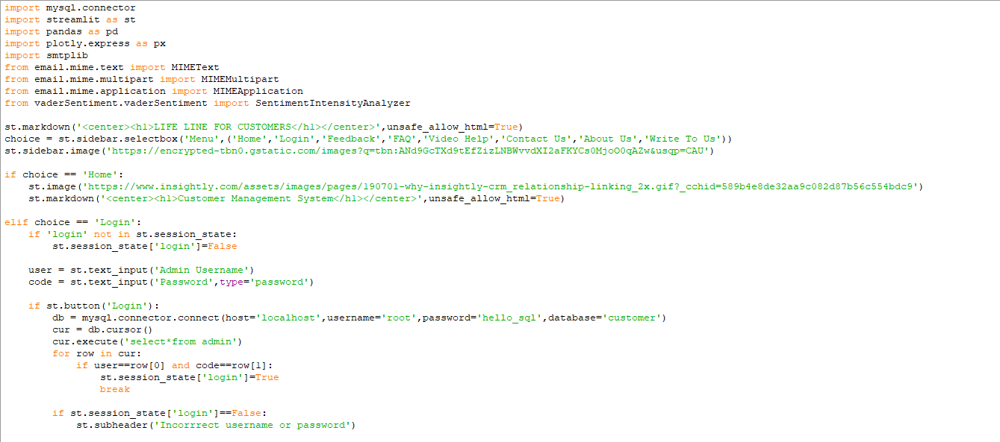 import mysql.connector
import streamlit as st
import pandas as pd
import plotly.express as px
import smtplib
from email.mime.text import MIMEText
from email.mime.multipart import MIMEMultipart
from email.mime.application import MIMEApplication
from vaderSentiment.vaderSentiment import SentimentIntensityAnalyzer

st.markdown('<center><h1>LIFE LINE FOR CUSTOMERS</h1></center>',unsafe_allow_html=True)
choice = st.sidebar.selectbox('Menu',('Home','Login','Feedback','FAQ','Video Help','Contact Us','About Us','Write To Us'))
st.sidebar.image('https://encrypted-tbn0.gstatic.com/images?q=tbn:ANd9GcTXd9tEfZizLNBWvvdXI2aFKYCs0MjoO0qAZw&usqp=CAU')

if choice == 'Home':
    st.image('https://www.insightly.com/assets/images/pages/190701-why-insightly-crm_relationship-linking_2x.gif?_cchid=589b4e8de32aa9c082d87b56c554bdc9')
    st.markdown('<center><h1>Customer Management System</h1></center>',unsafe_allow_html=True)

elif choice == 'Login':
    if 'login' not in st.session_state:
        st.session_state['login']=False

    user = st.text_input('Admin Username')
    code = st.text_input('Password',type='password')

    if st.button('Login'):
        db = mysql.connector.connect(host='localhost',username='root',password='hello_sql',database='customer')
        cur = db.cursor()
        cur.execute('select*from admin')
        for row in cur:
            if user==row[0] and code==row[1]:
                st.session_state['login']=True
                break

        if st.session_state['login']==False:
            st.subheader('Incorrrect username or password')